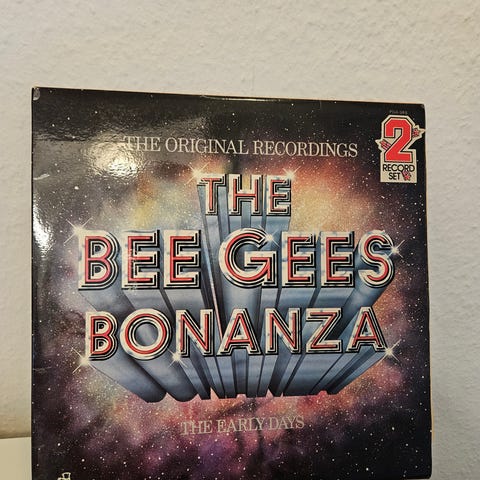 THE ORIGINAL RECORDINGS
2
RECORD
SET
THE
BEE GEES
BONANZA
THE EARLY DAYS